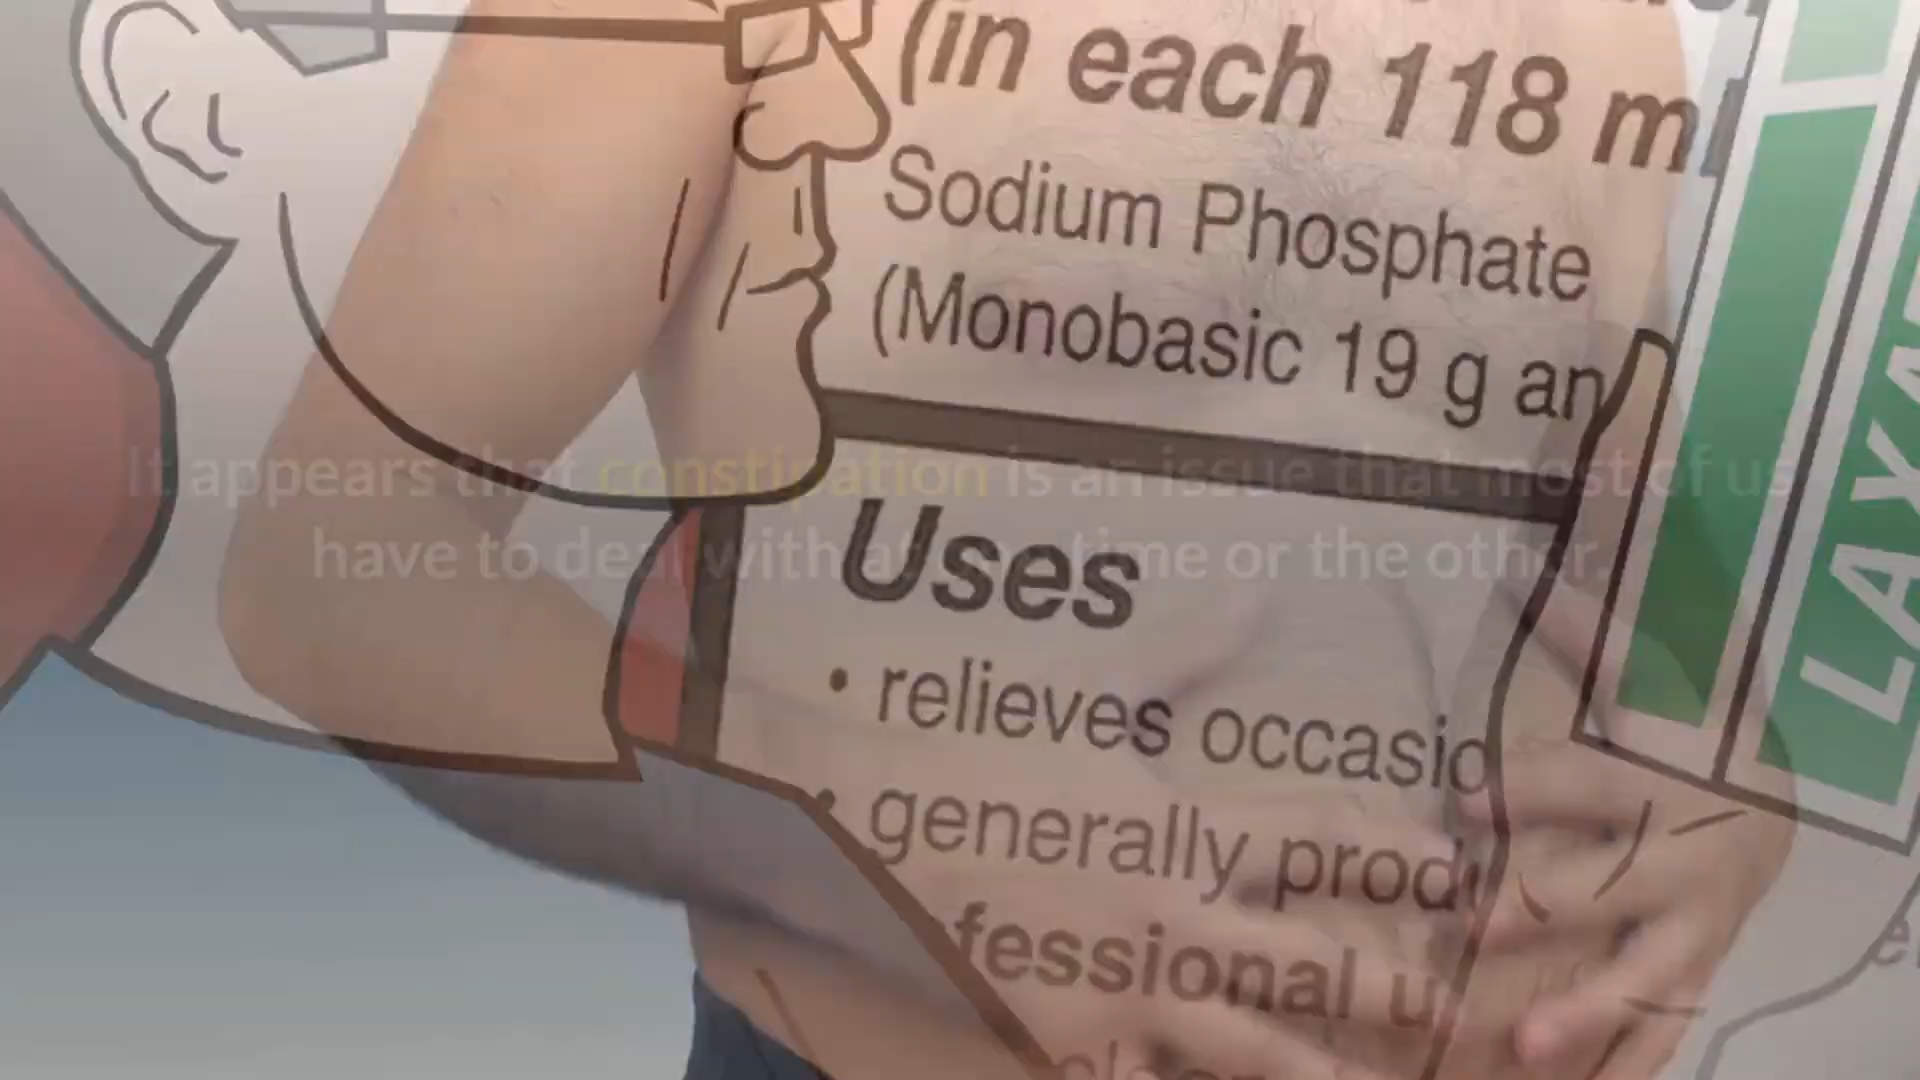 (in each 118 m
Sodium Phosphate
(Monobasic 19 g an
It appears that constipation is an issue that most of us
have to deal with at time or the other.
Uses
• relieves occasio
• generally prod
fessional u
LAXA